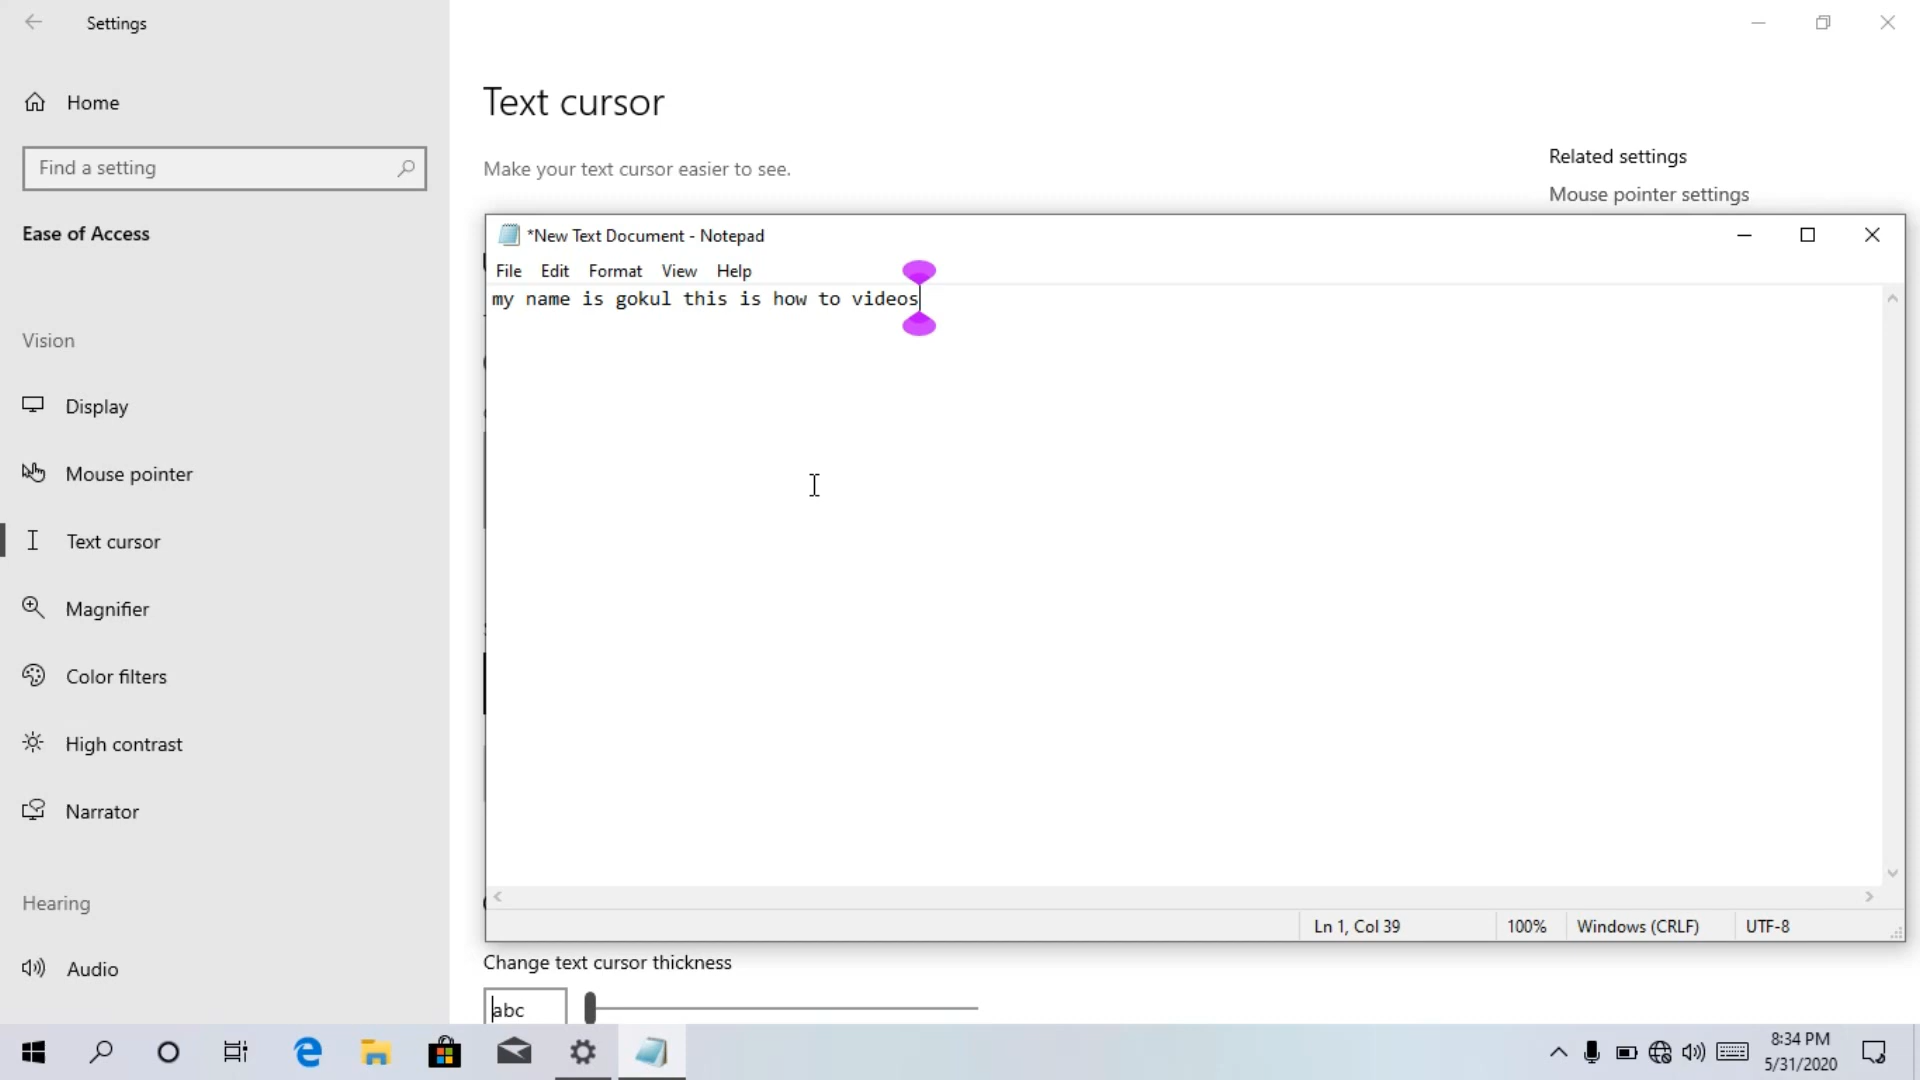 Settings
Home
Find a setting
Ease of Access
Vision
Display
Mouse pointer
Text cursor
Magnifier
Color filters
High contrast
Narrator
Hearing
Audio
Text cursor
Make your text cursor easier to see.
Related settings
Mouse pointer settings
*New Text Document - Notepad
File Edit Format View Help
my name is gokul this is how to videos
Ln 1, Col 39 100% Windows (CRLF) UTF-8
Change text cursor thickness
abc
8:34 PM
5/31/2020